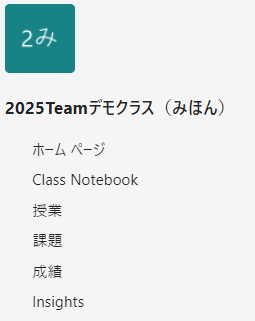 2み
2025Teamデモクラス（みほん）
ホーム ページ
Class Notebook
授業
課題
成績
Insights